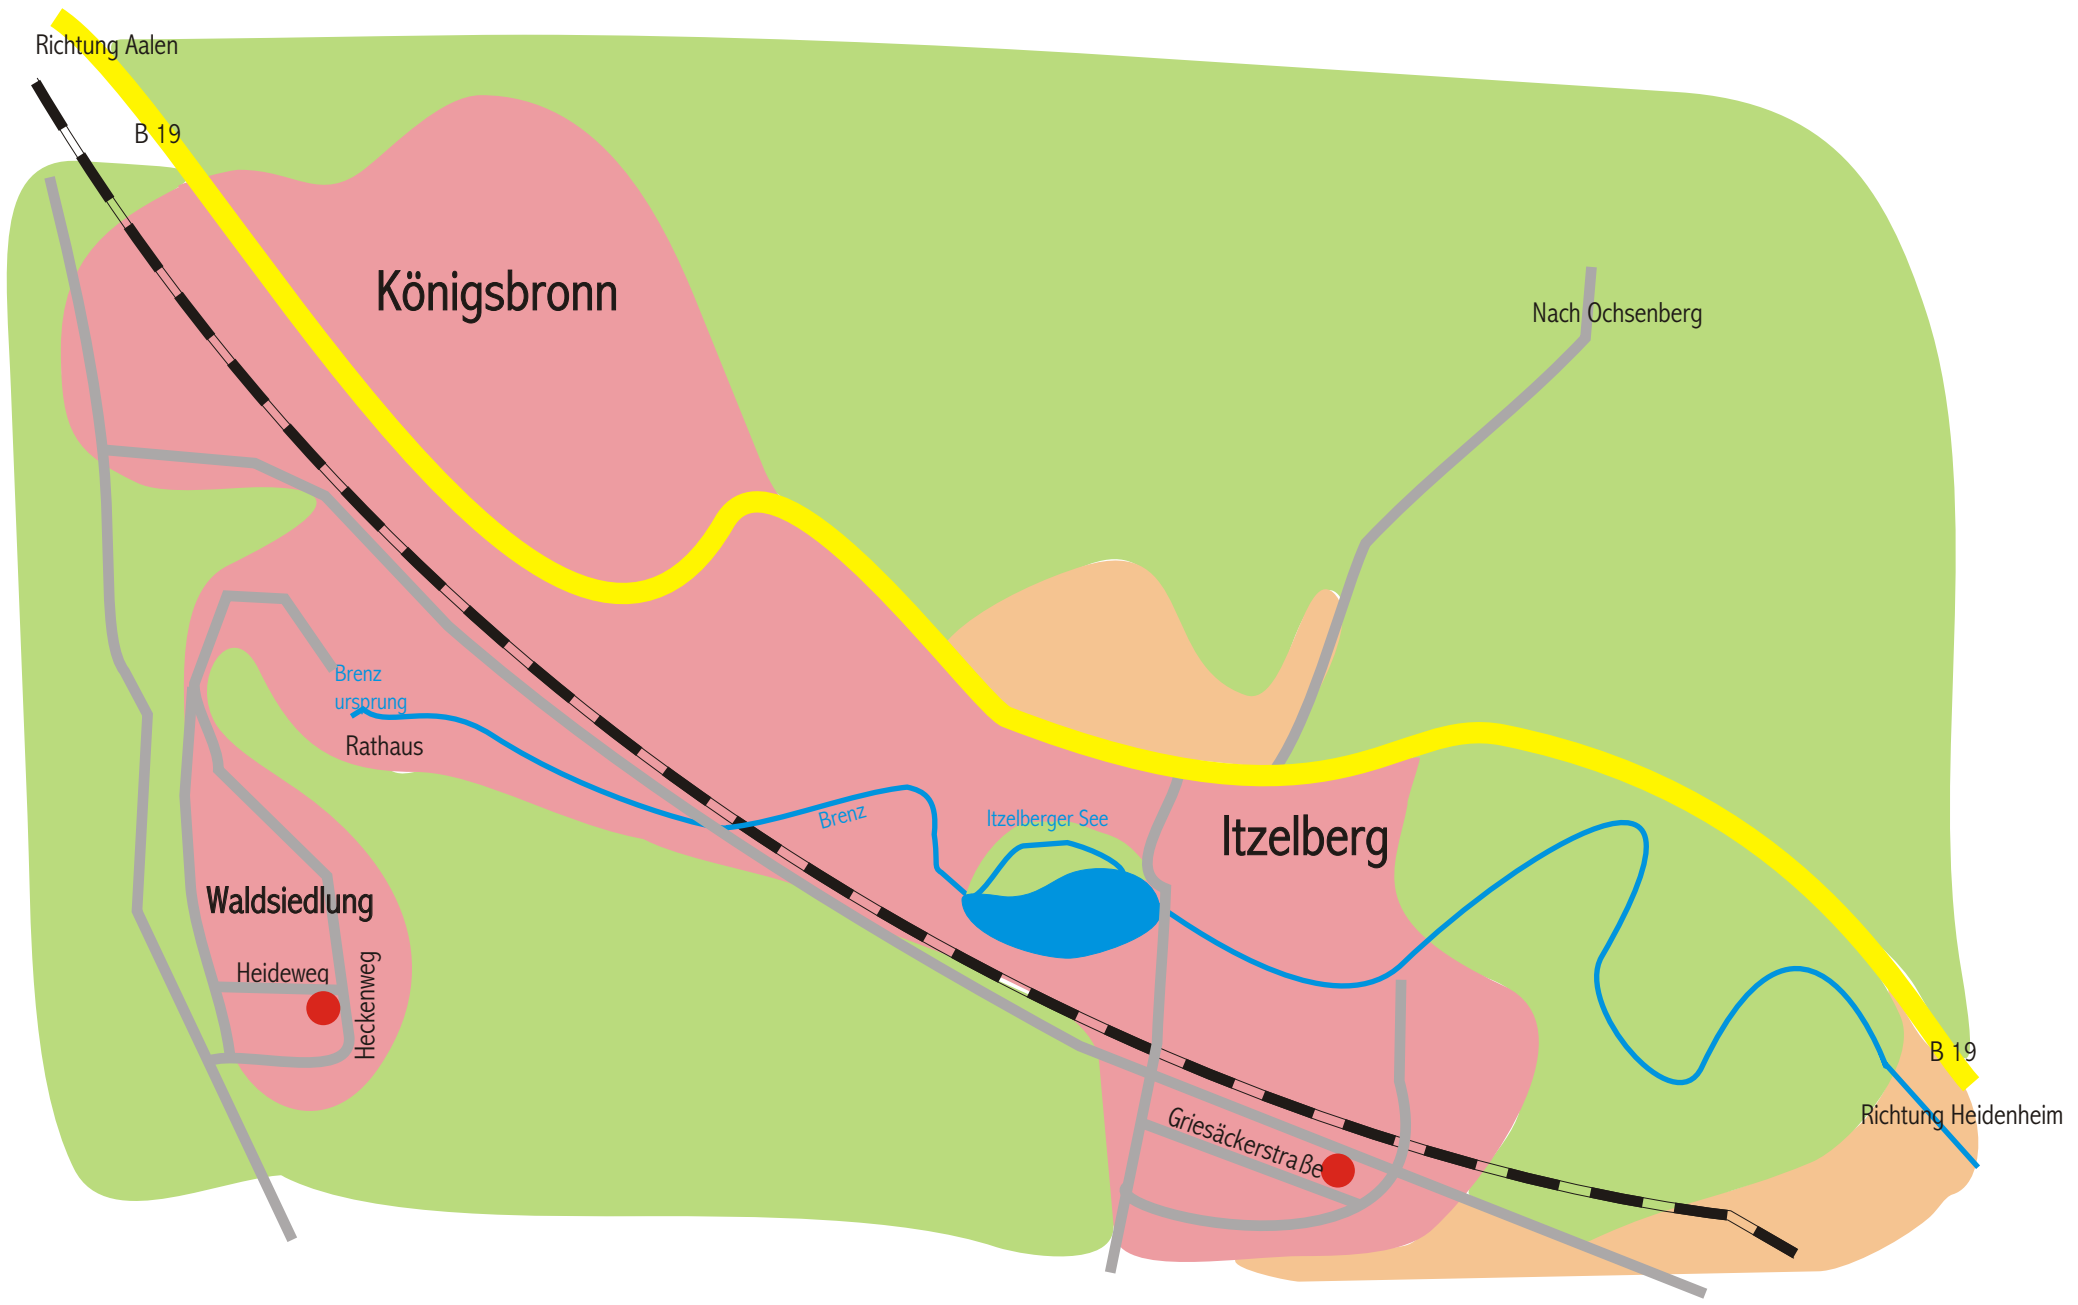 Richtung Aalen
B 19
Königsbronn
Nach Ochsenberg
Brenz
ursprung
Rathaus
Brenz
Itzelberger See
Itzelberg
Waldsiedlung
Heideweg
Heckenweg
B 19
Richtung Heidenheim
Griesäckerstraße